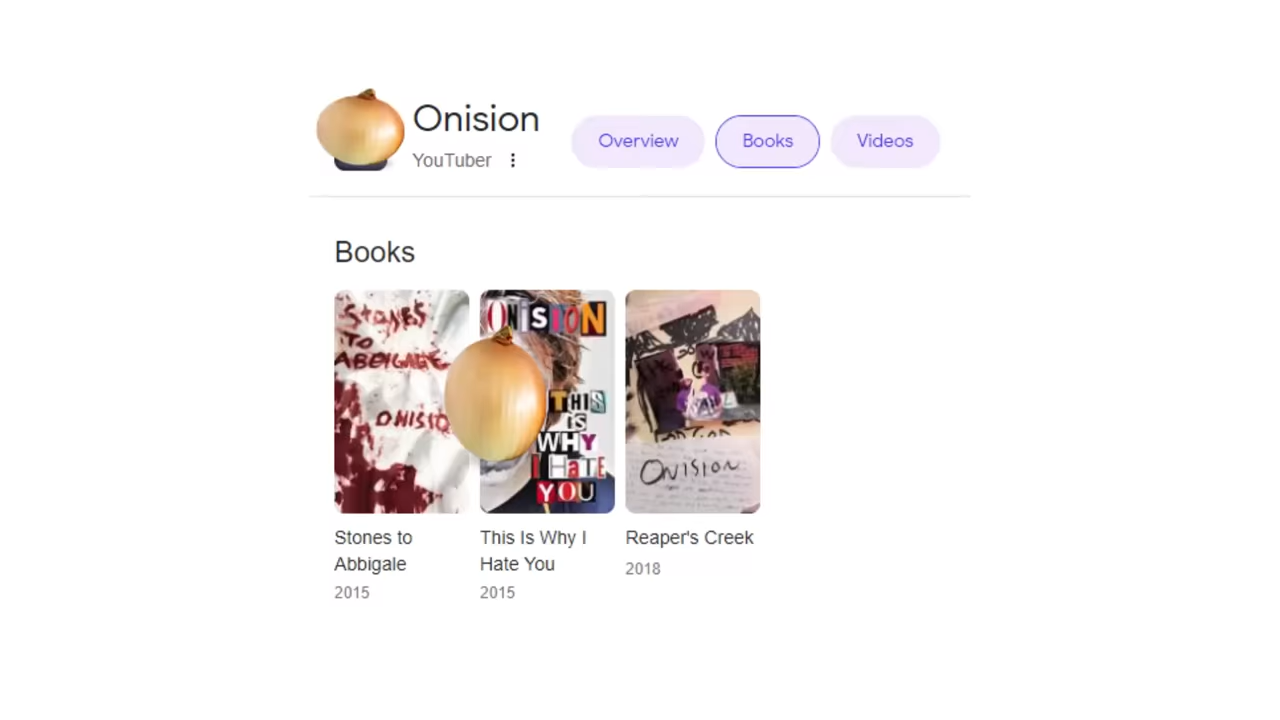 Onision
YouTuber
Overview
Books
Videos
Books
STONES
TO
ABBIGALE
ONISIO
ONISION
THIS
IS
WHY
I HaTE
YOU
ONISION
Stones to
Abbigale
2015
This Is Why I
Hate You
2015
Reaper's Creek
2018